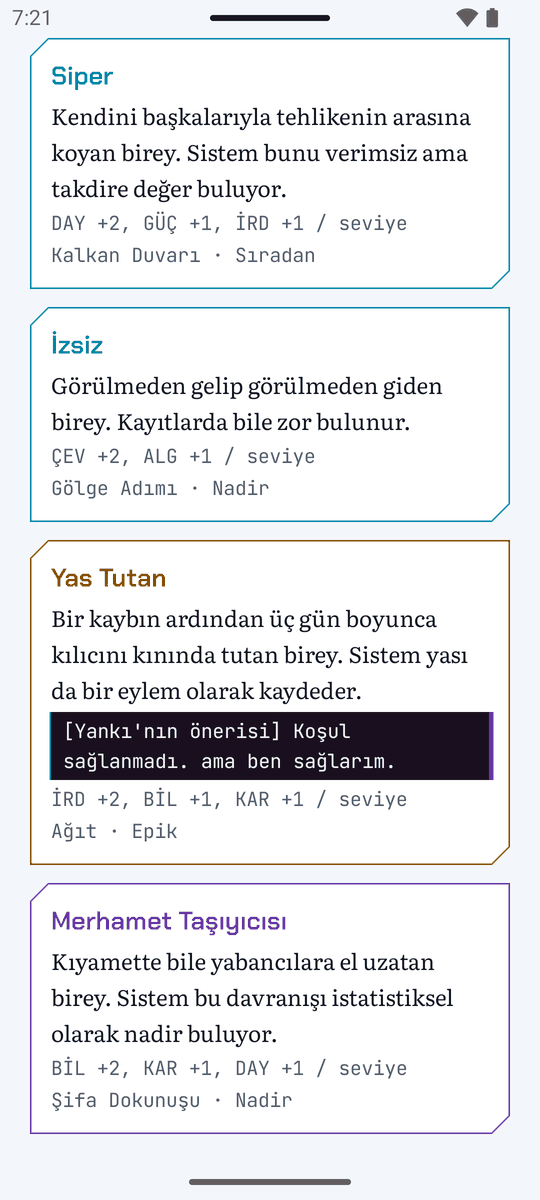 7:21
Siper
Kendini başkalarıyla tehlikenin arasına
koyan birey. Sistem bunu verimsiz ama
takdire değer buluyor.
DAY +2, GÜÇ +1, İRD +1 / seviye
Kalkan Duvarı · Sıradan
İzsiz
Görülmeden gelip görülmeden giden
birey. Kayıtlarda bile zor bulunur.
ÇEV +2, ALG +1 / seviye
Gölge Adımı · Nadir
Yas Tutan
Bir kaybın ardından üç gün boyunca
kılıcını kınında tutan birey. Sistem yası
da bir eylem olarak kaydeder.
[Yankı'nın önerisi] Koşul
sağlanmadı. ama ben sağlarım.
İRD +2, BİL +1, KAR +1 / seviye
Ağıt · Epik
Merhamet Taşıyıcısı
Kıyamette bile yabancılara el uzatan
birey. Sistem bu davranışı istatistiksel
olarak nadir buluyor.
BİL +2, KAR +1, DAY +1 / seviye
Şifa Dokunuşu · Nadir